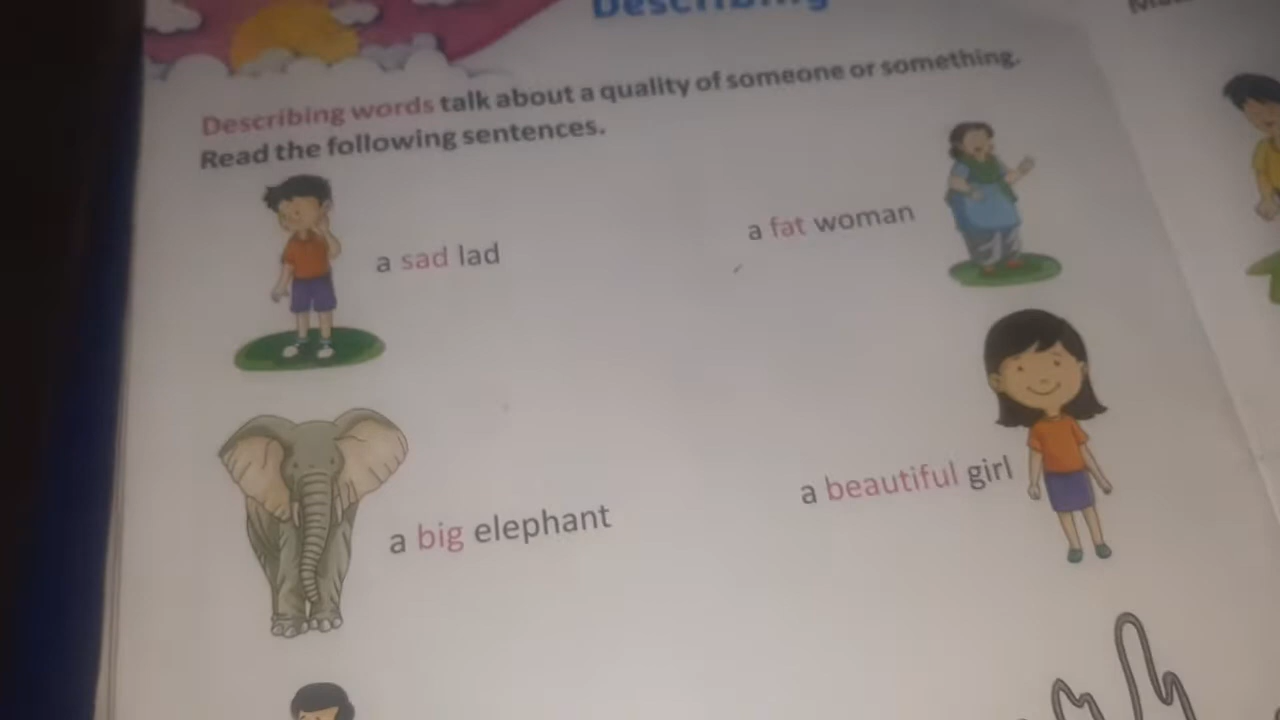 Describing
Describing words talk about a quality of someone or something.
Read the following sentences.
a sad lad
a fat woman
a big elephant
a beautiful girl